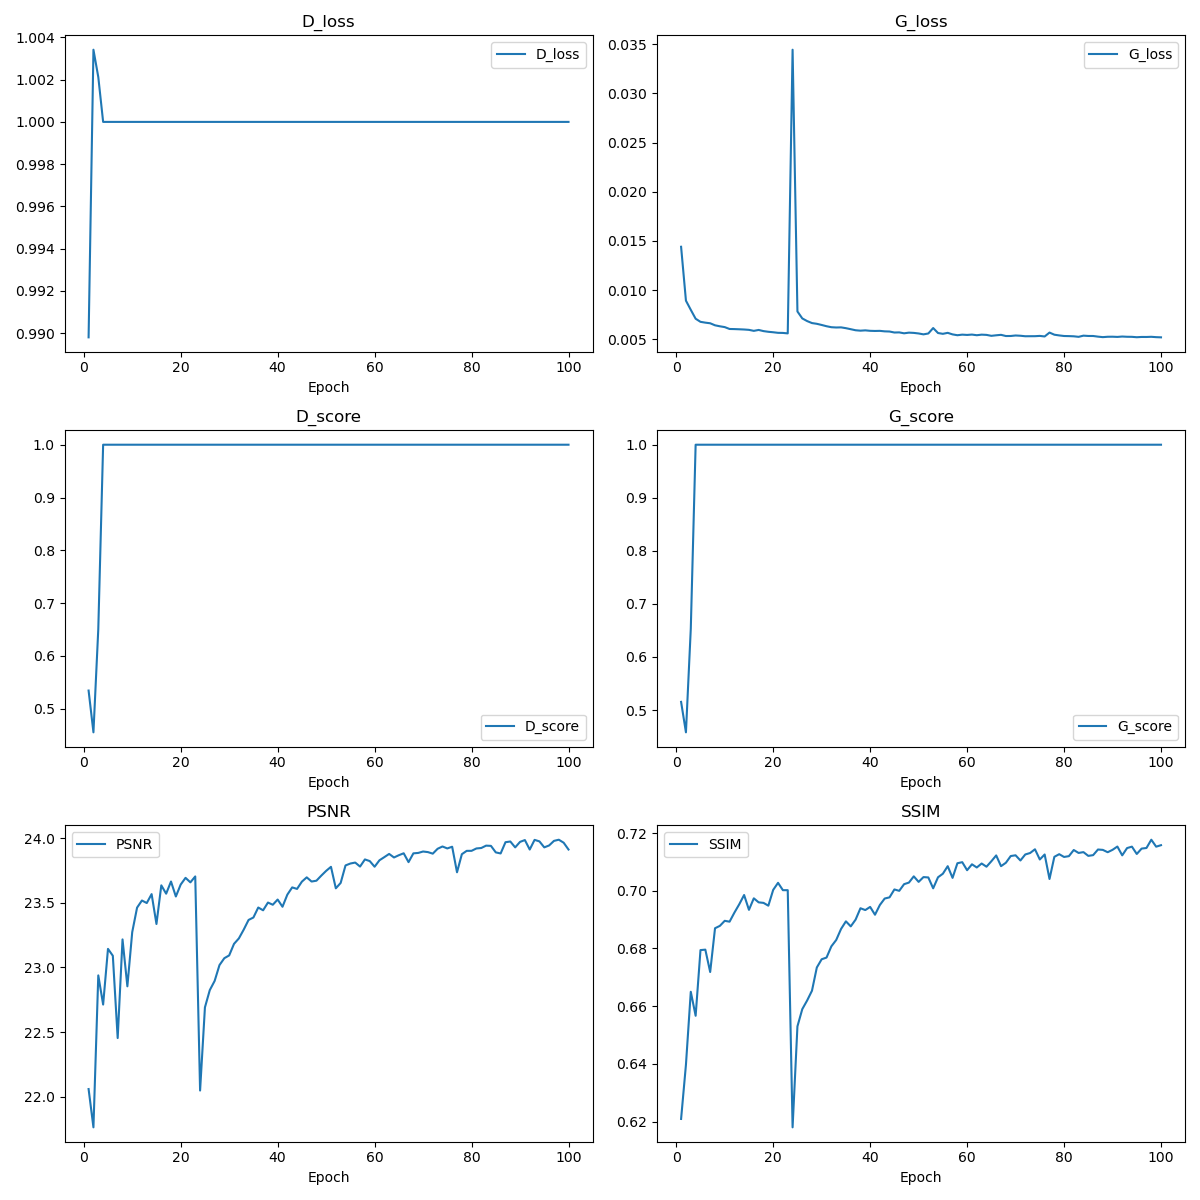 D_loss
G_loss
1.004
1.002
1.000
0.998
0.996
0.994
0.992
0.990
D_loss
0 20 40 60 80 100
Epoch
0.035
0.030
0.025
0.020
0.015
0.010
0.005
G_loss
0 20 40 60 80 100
Epoch
D_score
G_score
1.0
0.9
0.8
0.7
0.6
0.5
D_score
0 20 40 60 80 100
Epoch
1.0
0.9
0.8
0.7
0.6
0.5
G_score
0 20 40 60 80 100
Epoch
PSNR
SSIM
24.0
23.5
23.0
22.5
22.0
PSNR
0 20 40 60 80 100
Epoch
0.72
0.70
0.68
0.66
0.64
0.62
SSIM
0 20 40 60 80 100
Epoch